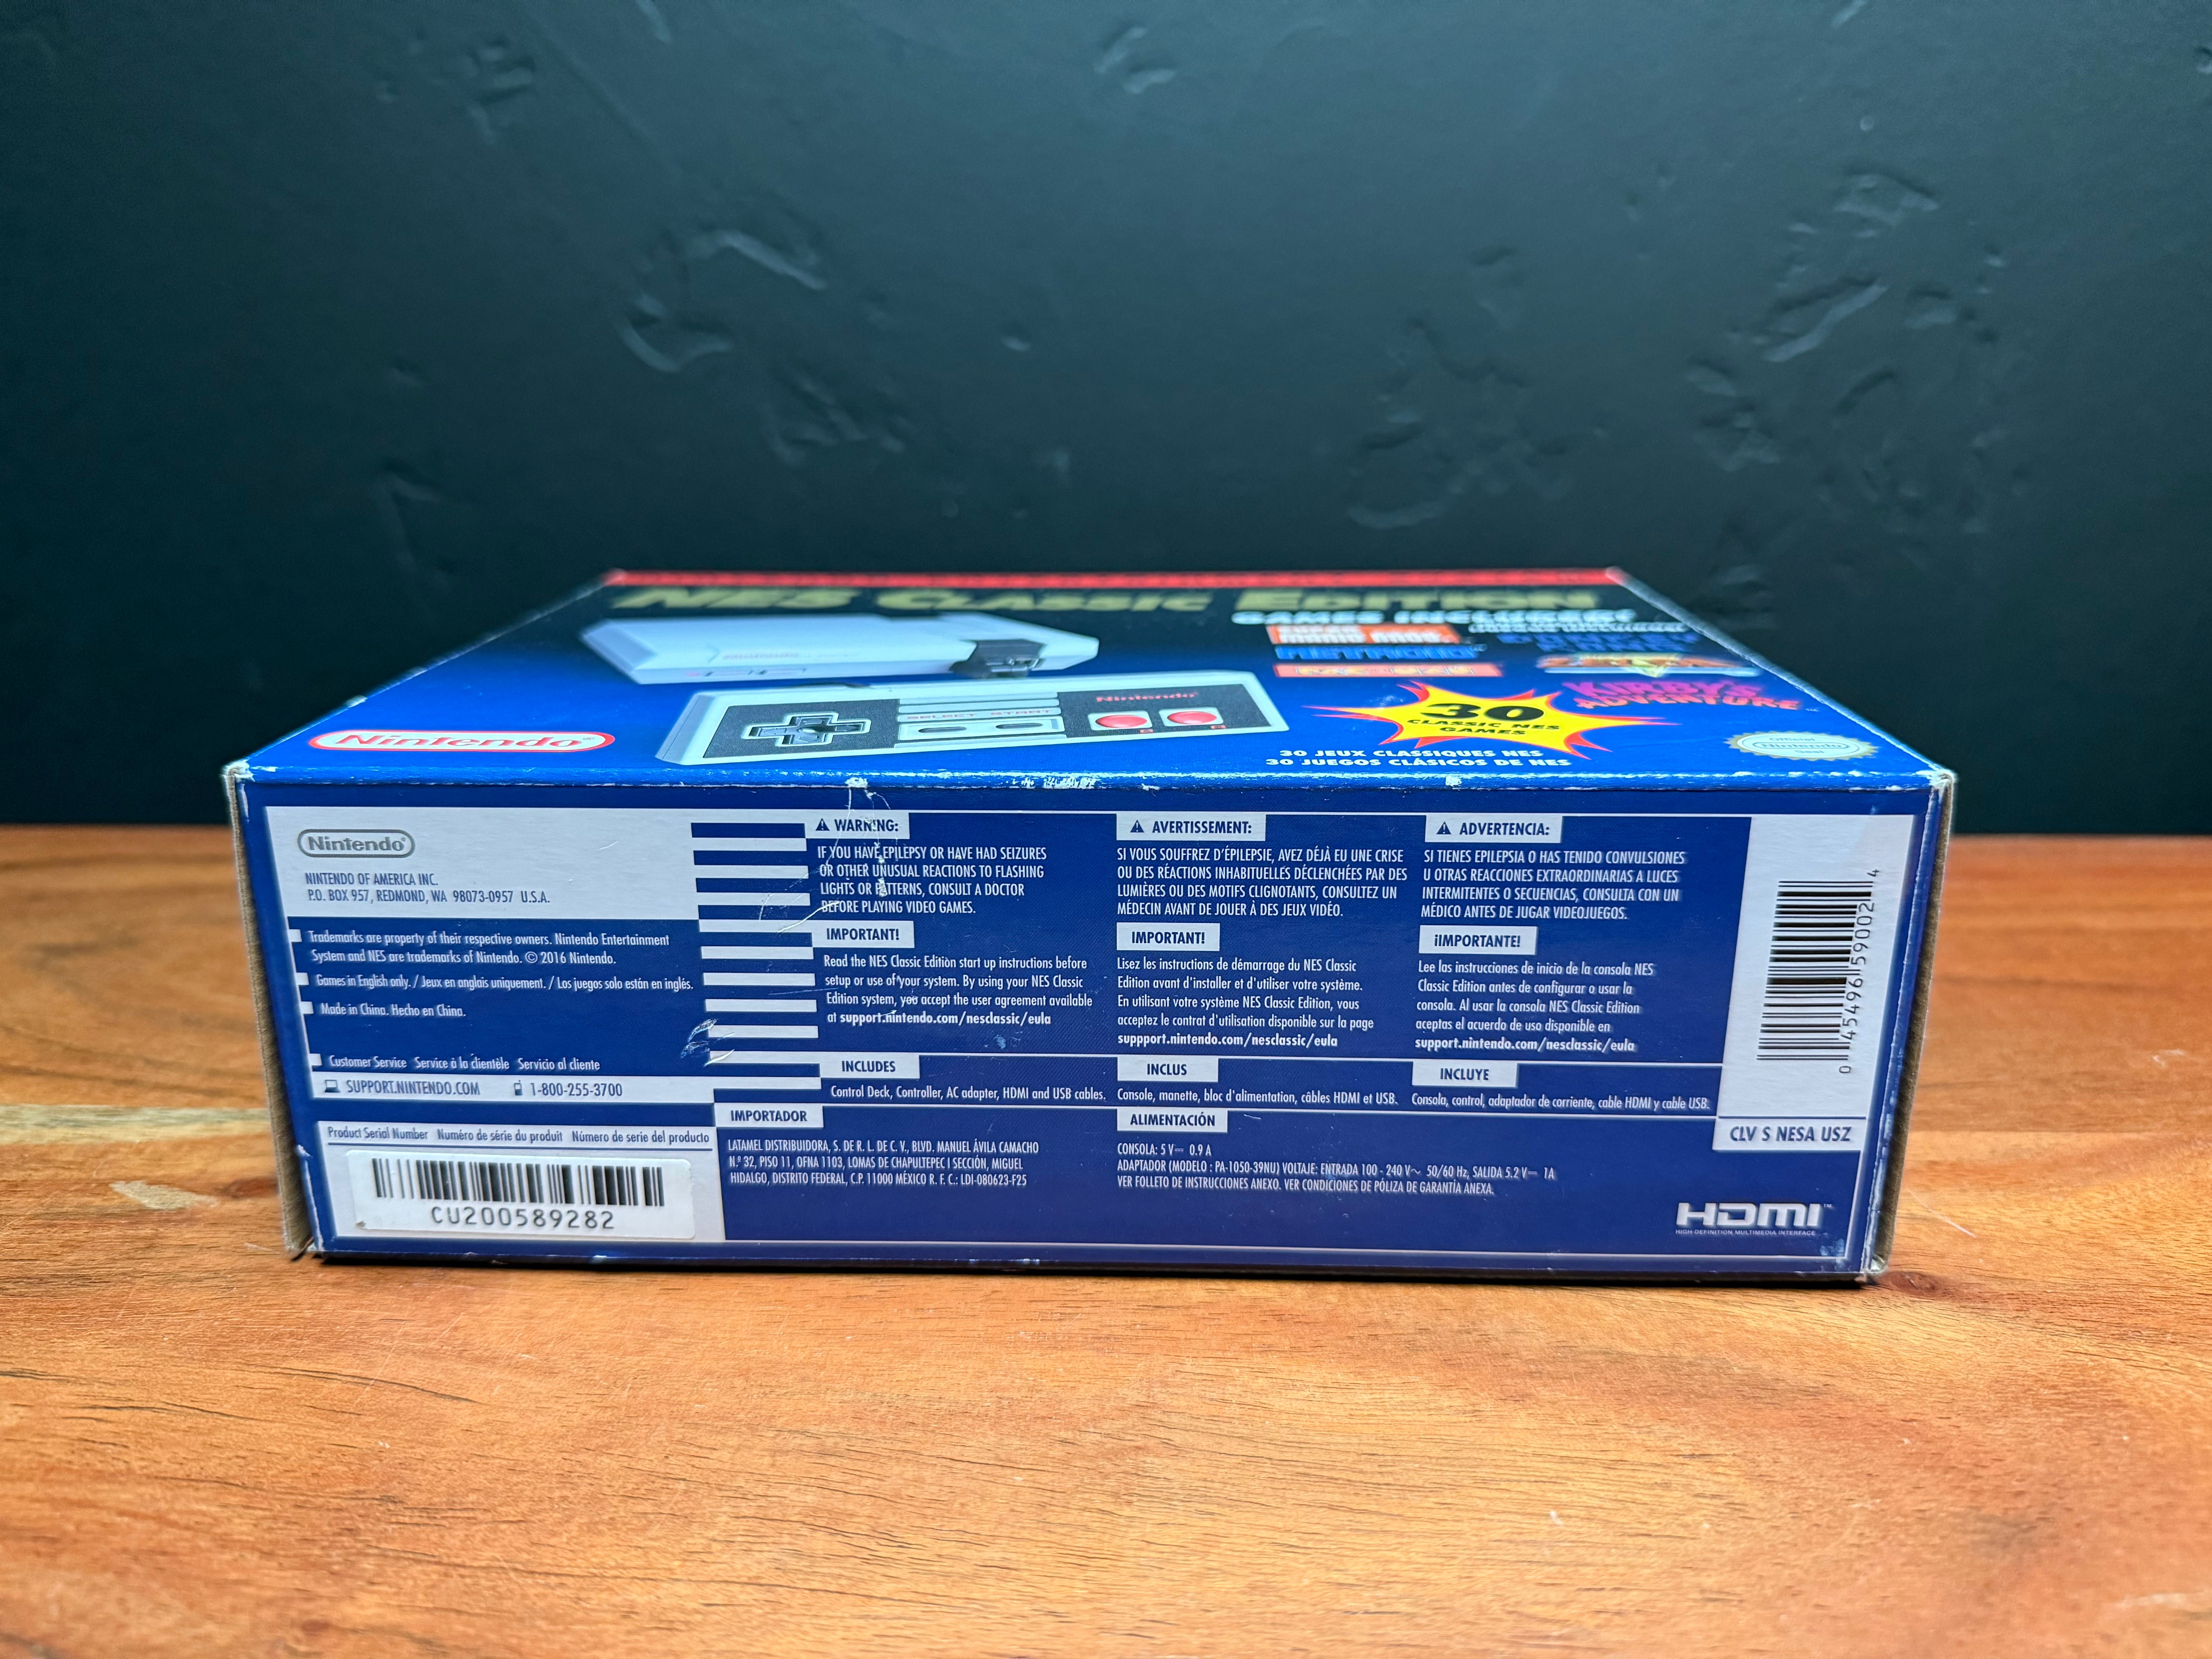 NES CLASSIC EDITION
GAMES INCLUDED
Nintendo
SELECT START
Nintendo
B A
KIRBY'S
ADVENTURE
30
CLASSIC NES
GAMES
30 JEUX CLASSIQUES NES
30 JUEGOS CLÁSICOS DE NES
Official
Nintendo
Seal
Nintendo®
NINTENDO OF AMERICA INC.
P.O. BOX 957, REDMOND, WA 98073-0957 U.S.A.
Trademarks are property of their respective owners. Nintendo Entertainment
System and NES are trademarks of Nintendo. © 2016 Nintendo.
Games in English only. / Jeux en anglais uniquement. / Los juegos solo están en inglés.
Made in China. Hecho en China.
Customer Service Service à la clientèle Servicio al cliente
SUPPORT.NINTENDO.COM 1-800-255-3700
Product Serial Number Numéro de série du produit Número de serie del producto
CU200589282
WARNING:
IF YOU HAVE EPILEPSY OR HAVE HAD SEIZURES
OR OTHER UNUSUAL REACTIONS TO FLASHING
LIGHTS OR PATTERNS, CONSULT A DOCTOR
BEFORE PLAYING VIDEO GAMES.
IMPORTANT!
Read the NES Classic Edition start up instructions before
setup or use of your system. By using your NES Classic
Edition system, you accept the user agreement available
at support.nintendo.com/nesclassic/eula
INCLUDES
Control Deck, Controller, AC adapter, HDMI and USB cables.
AVERTISSEMENT:
SI VOUS SOUFFREZ D'ÉPILEPSIE, AVEZ DÉJÀ EU UNE CRISE
OU DES RÉACTIONS INHABITUELLES DÉCLENCHÉES PAR DES
LUMIÈRES OU DES MOTIFS CLIGNOTANTS, CONSULTEZ UN
MÉDECIN AVANT DE JOUER À DES JEUX VIDÉO.
IMPORTANT!
Lisez les instructions de démarrage du NES Classic
Edition avant d'installer et d'utiliser votre système.
En utilisant votre système NES Classic Edition, vous
acceptez le contrat d'utilisation disponible sur la page
suppport.nintendo.com/nesclassic/eula
INCLUS
Console, manette, bloc d'alimentation, câbles HDMI et USB.
ADVERTENCIA:
SI TIENES EPILEPSIA O HAS TENIDO CONVULSIONES
U OTRAS REACCIONES EXTRAORDINARIAS A LUCES
INTERMITENTES O SECUENCIAS, CONSULTA CON UN
MÉDICO ANTES DE JUGAR VIDEOJUEGOS.
¡IMPORTANTE!
Lee las instrucciones de inicio de la consola NES
Classic Edition antes de configurar o usar la
consola. Al usar la consola NES Classic Edition
aceptas el acuerdo de uso disponible en
support.nintendo.com/nesclassic/eula
INCLUYE
Consola, control, adaptador de corriente, cable HDMI y cable USB.
IMPORTADOR
LATAMEL DISTRIBUIDORA, S. DE R. L. DE C. V., BLVD. MANUEL ÁVILA CAMACHO
N.º 32, PISO 11, OFNA 1103, LOMAS DE CHAPULTEPEC I SECCIÓN, MIGUEL
HIDALGO, DISTRITO FEDERAL, C.P. 11000 MÉXICO R. F. C.: LDI-080623-F25
ALIMENTACIÓN
CONSOLA: 5 V⎓ 0.9 A
ADAPTADOR (MODELO : PA-1050-39NU) VOLTAJE: ENTRADA 100 - 240 V~ 50/60 Hz, SALIDA 5.2 V⎓ 1A
VER FOLLETO DE INSTRUCCIONES ANEXO. VER CONDICIONES DE PÓLIZA DE GARANTÍA ANEXA.
0 45496 59002 4
CLV S NESA USZ
HDMI™
HIGH-DEFINITION MULTIMEDIA INTERFACE